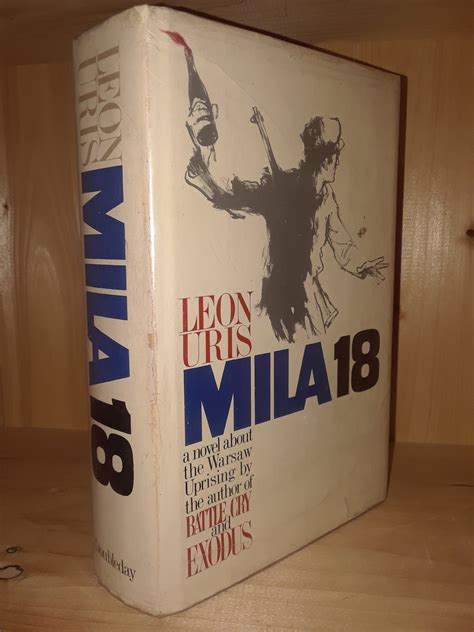 LEON
URIS
MILA 18
Doubleday
LEON
URIS
MILA 18
a novel about
the Warsaw
Uprising by
the author of
BATTLE CRY
and
EXODUS